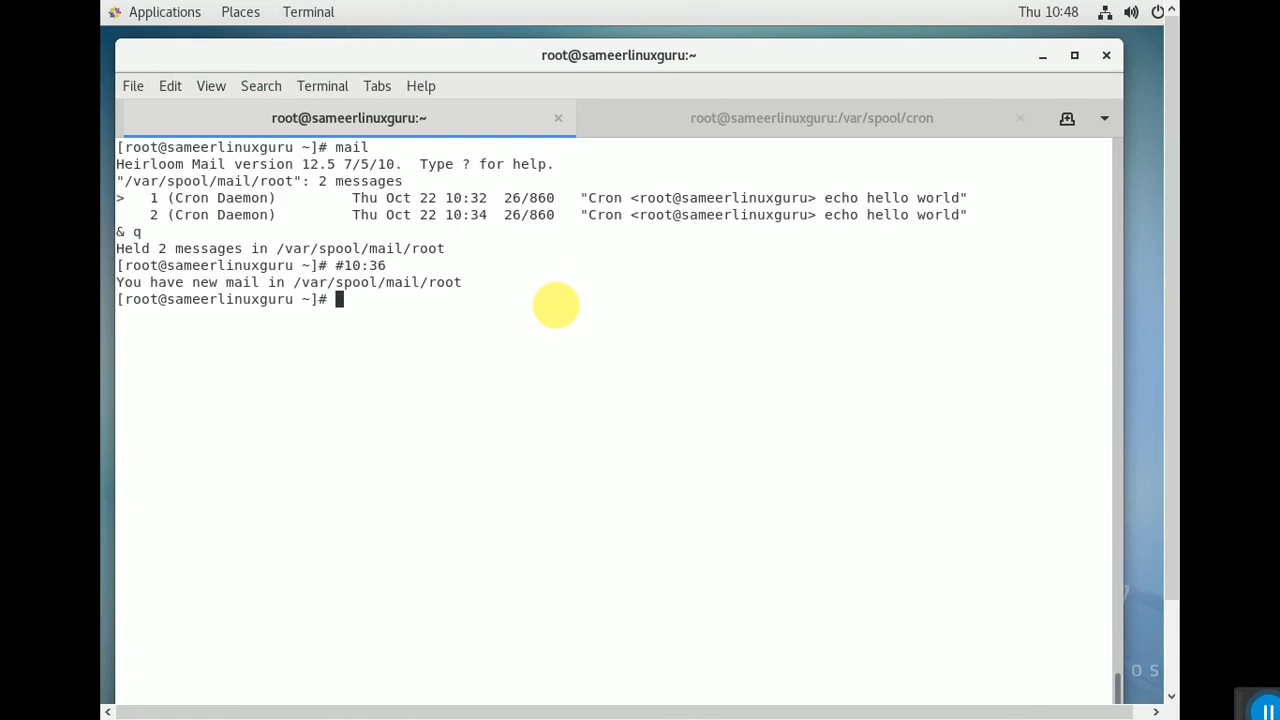 Applications Places Terminal Thu 10:48
root@sameerlinuxguru:~
File Edit View Search Terminal Tabs Help
root@sameerlinuxguru:~ × root@sameerlinuxguru:/var/spool/cron ×
[root@sameerlinuxguru ~]# mail
Heirloom Mail version 12.5 7/5/10.  Type ? for help.
"/var/spool/mail/root": 2 messages
>   1 (Cron Daemon)         Thu Oct 22 10:32  26/860   "Cron <root@sameerlinuxguru> echo hello world"
    2 (Cron Daemon)         Thu Oct 22 10:34  26/860   "Cron <root@sameerlinuxguru> echo hello world"
& q
Held 2 messages in /var/spool/mail/root
[root@sameerlinuxguru ~]# #10:36
You have new mail in /var/spool/mail/root
[root@sameerlinuxguru ~]#
7
OS